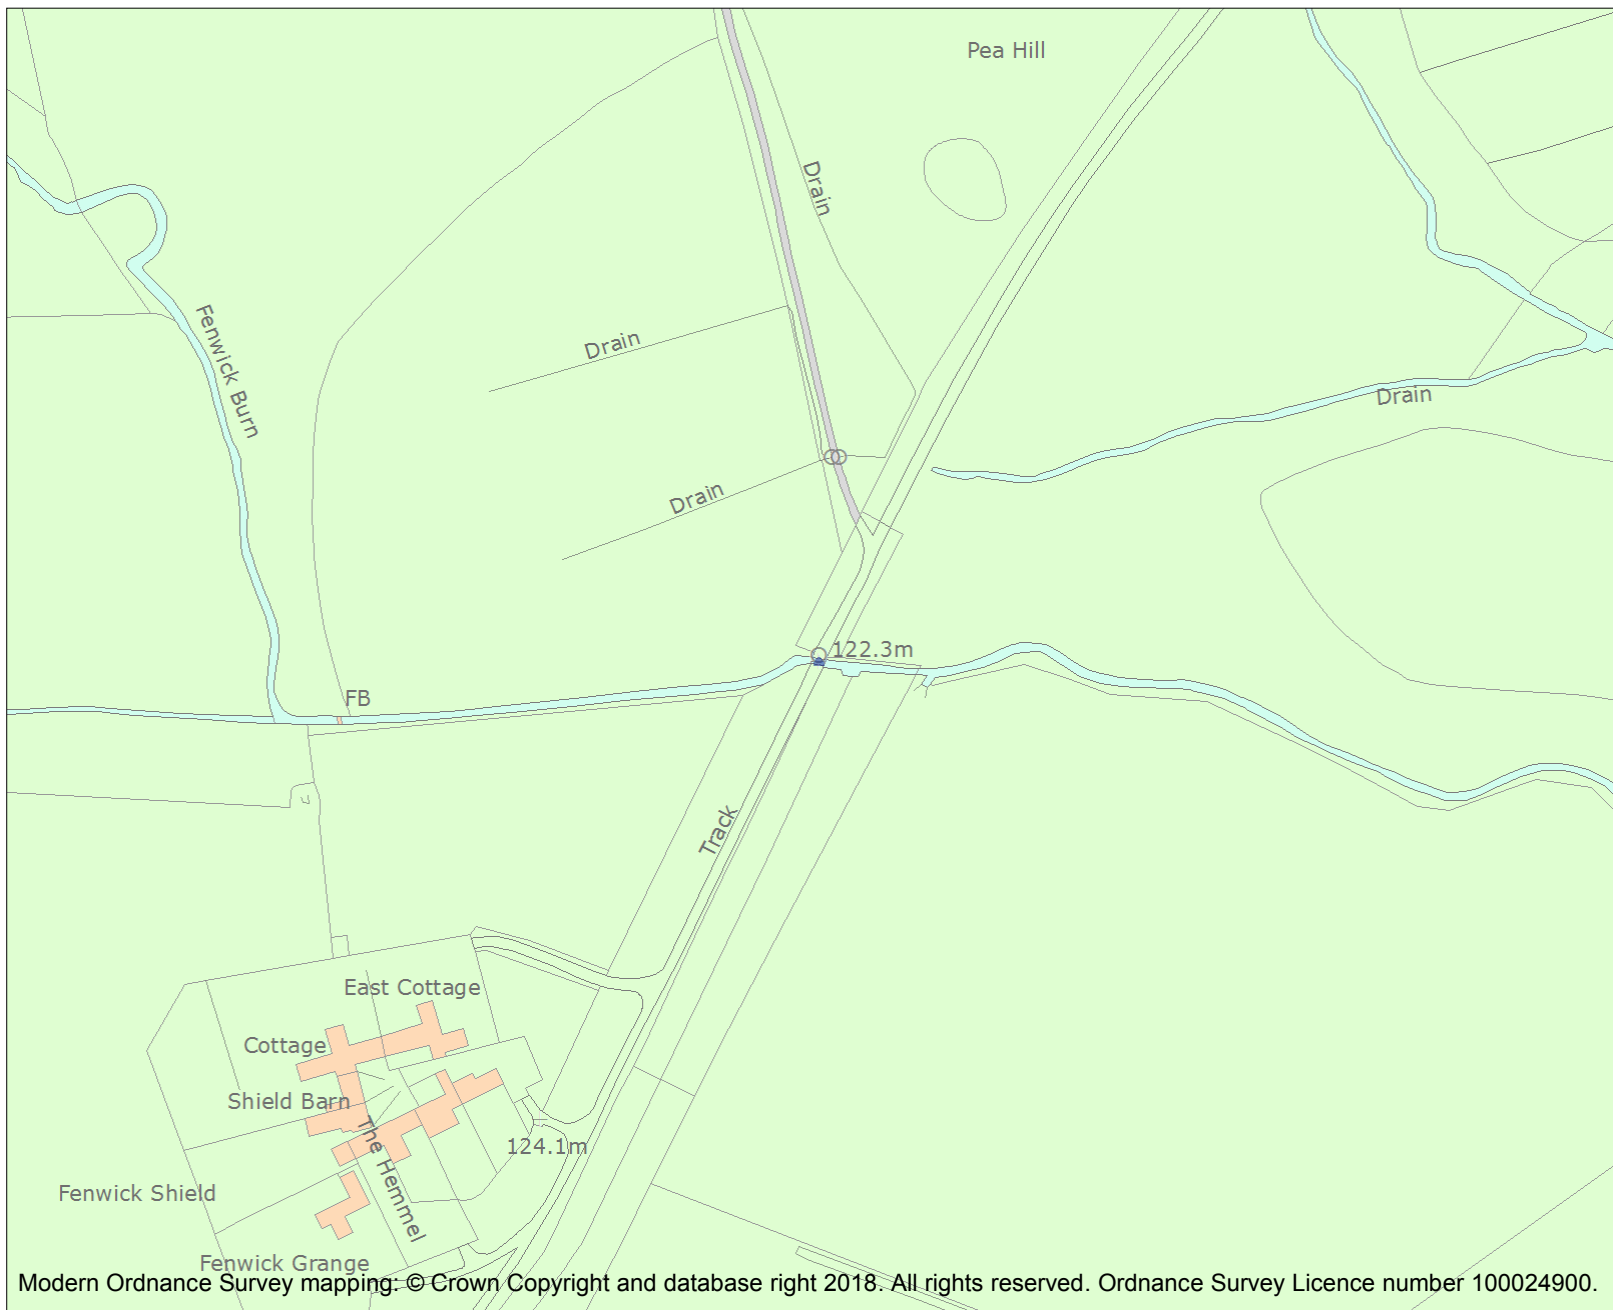 Pea Hill
Drain
Fenwick Burn
Drain
Drain
Drain
122.3m
FB
Track
East Cottage
Cottage
Shield Barn
The Hemmel
124.1m
Fenwick Shield
Fenwick Grange
Modern Ordnance Survey mapping: © Crown Copyright and database right 2018. All rights reserved. Ordnance Survey Licence number 100024900.